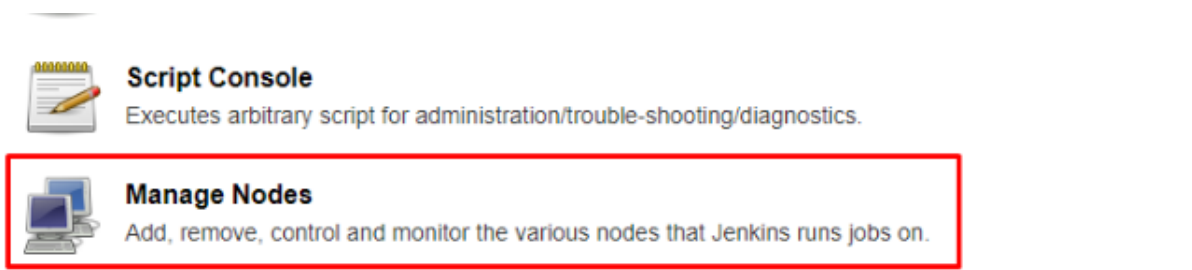 Script Console
Executes arbitrary script for administration/trouble-shooting/diagnostics.
Manage Nodes
Add, remove, control and monitor the various nodes that Jenkins runs jobs on.